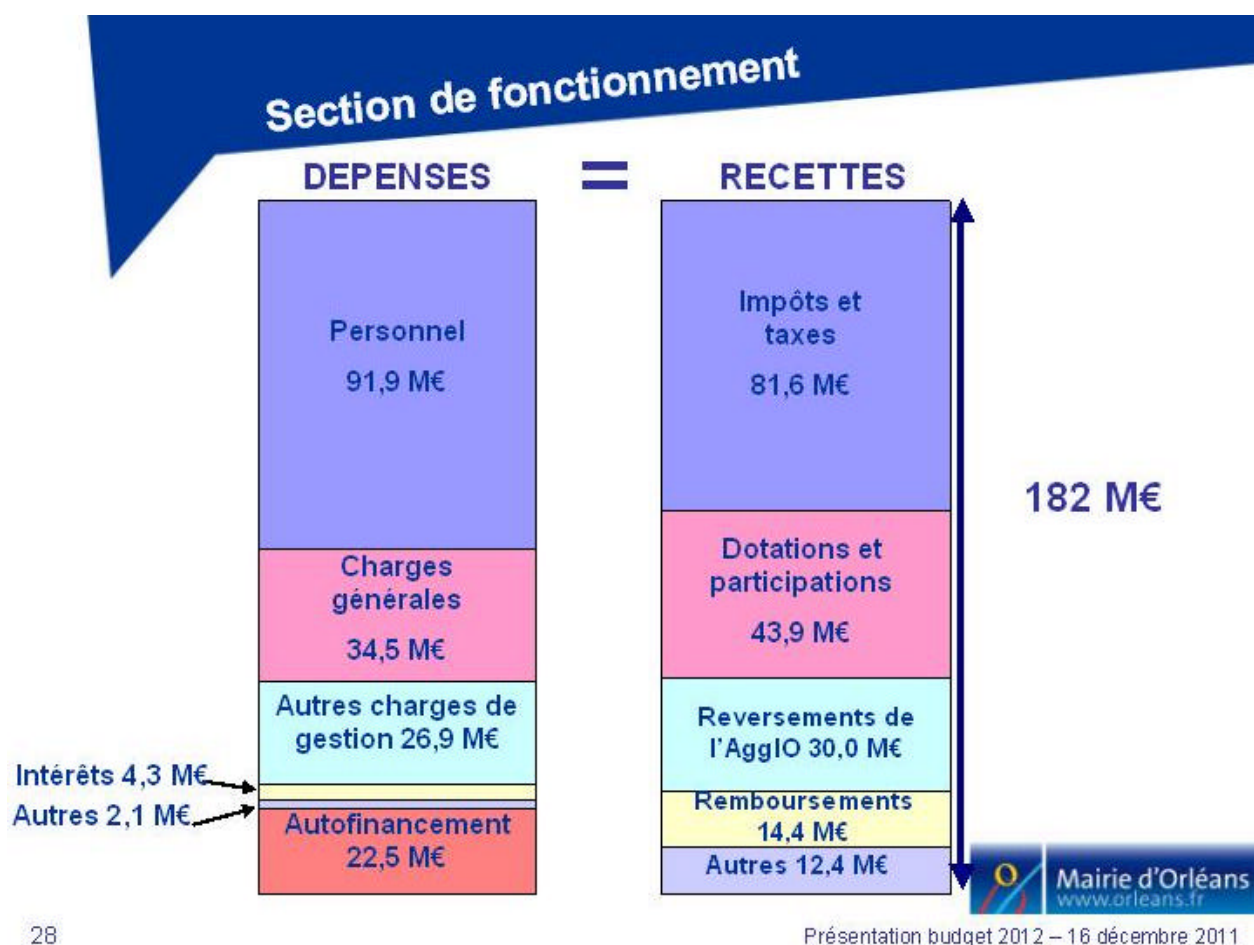 Section de fonctionnement
DEPENSES
=
RECETTES
Personnel
91,9 M€
Charges
générales
34,5 M€
Autres charges de
gestion 26,9 M€
Intérêts 4,3 M€
Autres 2,1 M€
Autofinancement
22,5 M€
Impôts et
taxes
81,6 M€
Dotations et
participations
43,9 M€
Reversements de
l'AgglO 30,0 M€
Remboursements
14,4 M€
Autres 12,4 M€
182 M€
Mairie d'Orléans
www.orleans.fr
28
Présentation budget 2012 – 16 décembre 2011